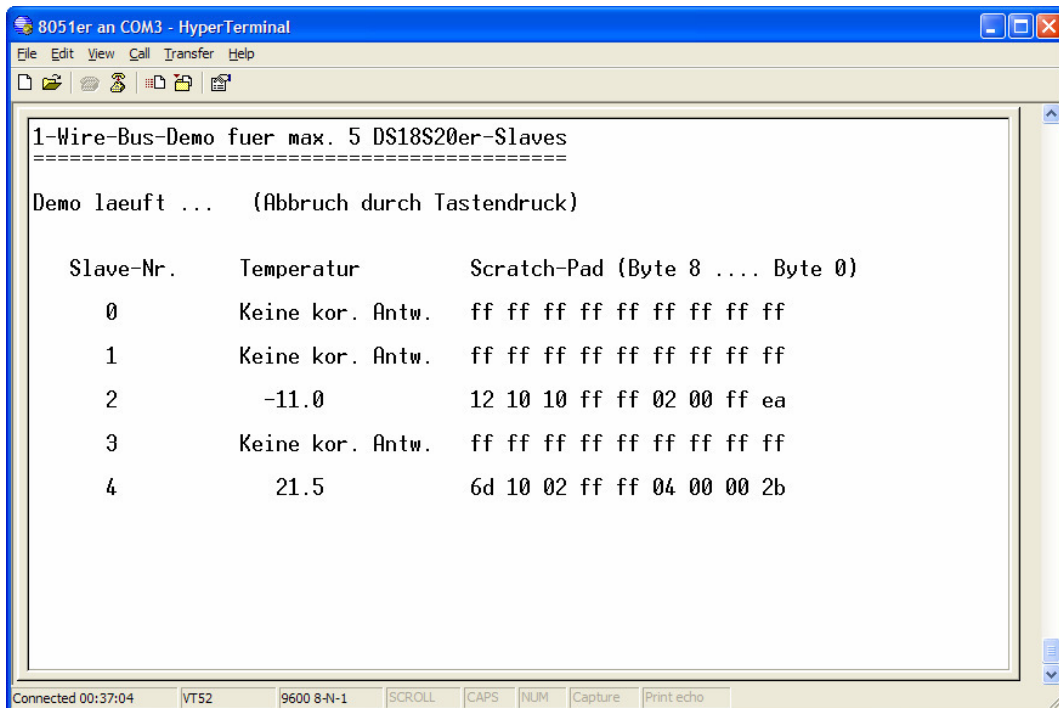 8051er an COM3 - HyperTerminal
File Edit View Call Transfer Help
1-Wire-Bus-Demo fuer max. 5 DS18S20er-Slaves
============================================
Demo laeuft ... (Abbruch durch Tastendruck)
Slave-Nr. Temperatur Scratch-Pad (Byte 8 .... Byte 0)
0 Keine kor. Antw. ff ff ff ff ff ff ff ff ff
1 Keine kor. Antw. ff ff ff ff ff ff ff ff ff
2 -11.0 12 10 10 ff ff 02 00 ff ea
3 Keine kor. Antw. ff ff ff ff ff ff ff ff ff
4 21.5 6d 10 02 ff ff 04 00 00 2b
Connected 00:37:04 VT52 9600 8-N-1 SCROLL CAPS NUM Capture Print echo